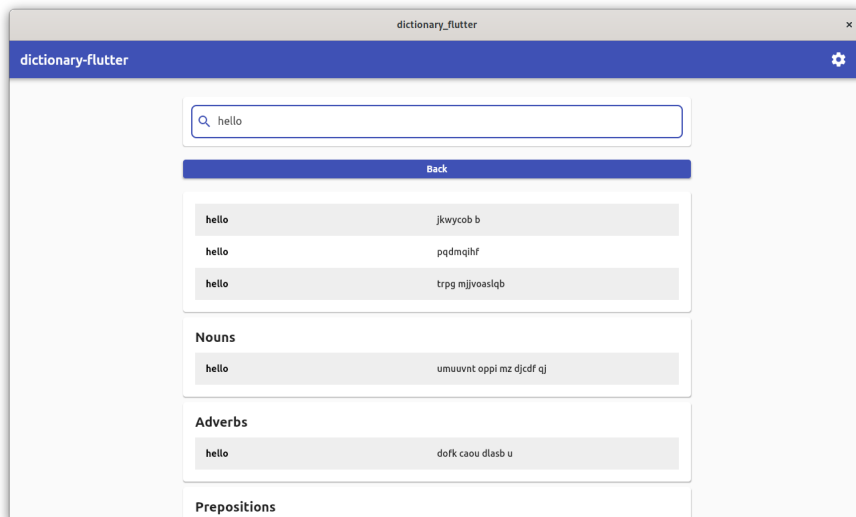 dictionary_flutter
dictionary-flutter
hello
Back
hello jkwycob b
hello pqdmqihf
hello trpg mjjvoaslqb
Nouns
hello umuuvnt oppi mz djcdf qj
Adverbs
hello dofk caou dlasb u
Prepositions